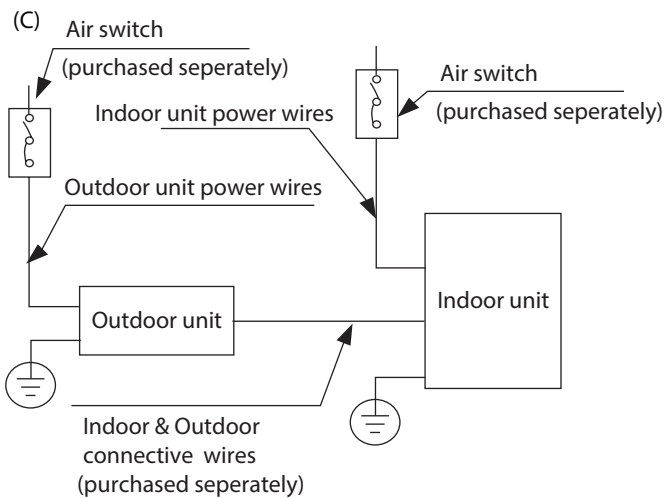 (C)
Air switch
(purchased seperately)
Air switch
(purchased seperately)
Indoor unit power wires
Outdoor unit power wires
Outdoor unit
Indoor unit
Indoor & Outdoor
connective wires
(purchased seperately)